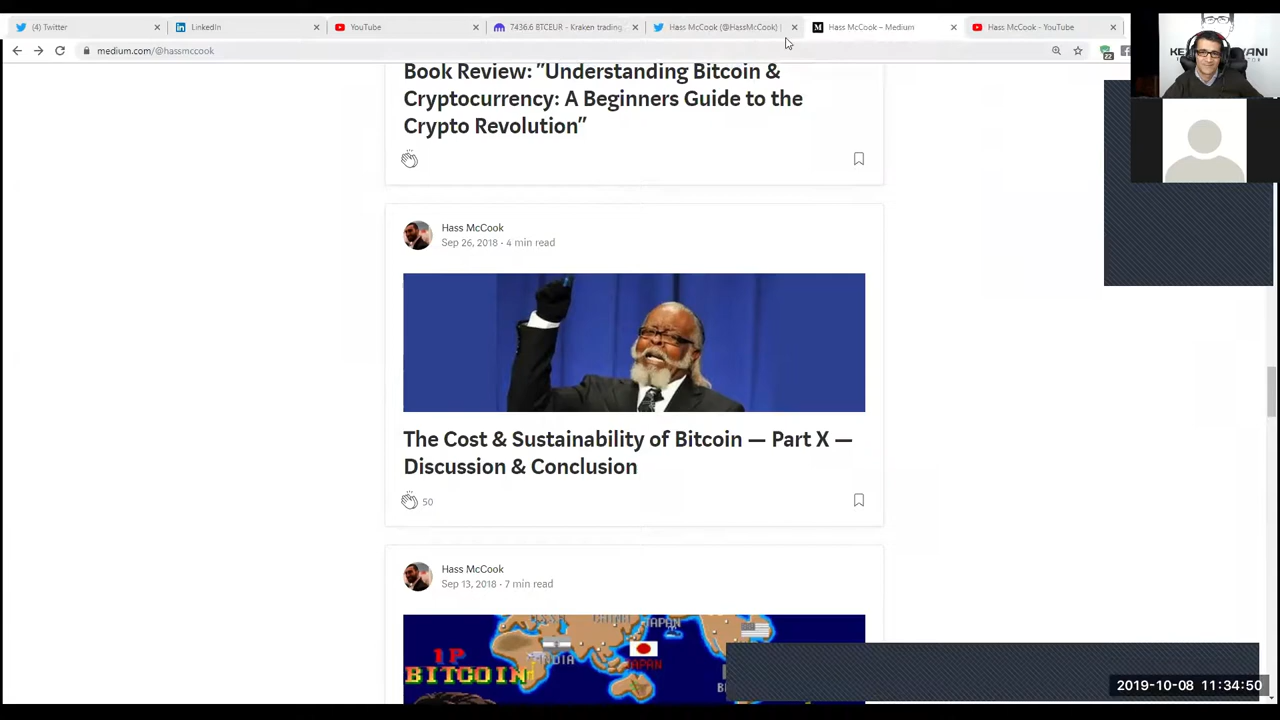 (4) Twitter
LinkedIn
YouTube
7436.6 BTCEUR - Kraken trading
Hass McCook (@HassMcCook) |
Hass McCook – Medium
Hass McCook - YouTube
medium.com/@hassmccook
22
Book Review: ”Understanding Bitcoin &
Cryptocurrency: A Beginners Guide to the
Crypto Revolution”
Hass McCook
Sep 26, 2018 · 4 min read
The Cost & Sustainability of Bitcoin — Part X —
Discussion & Conclusion
50
Hass McCook
Sep 13, 2018 · 7 min read
JAPAN
JAPAN
1P
BITCOIN
2019-10-08 11:34:50